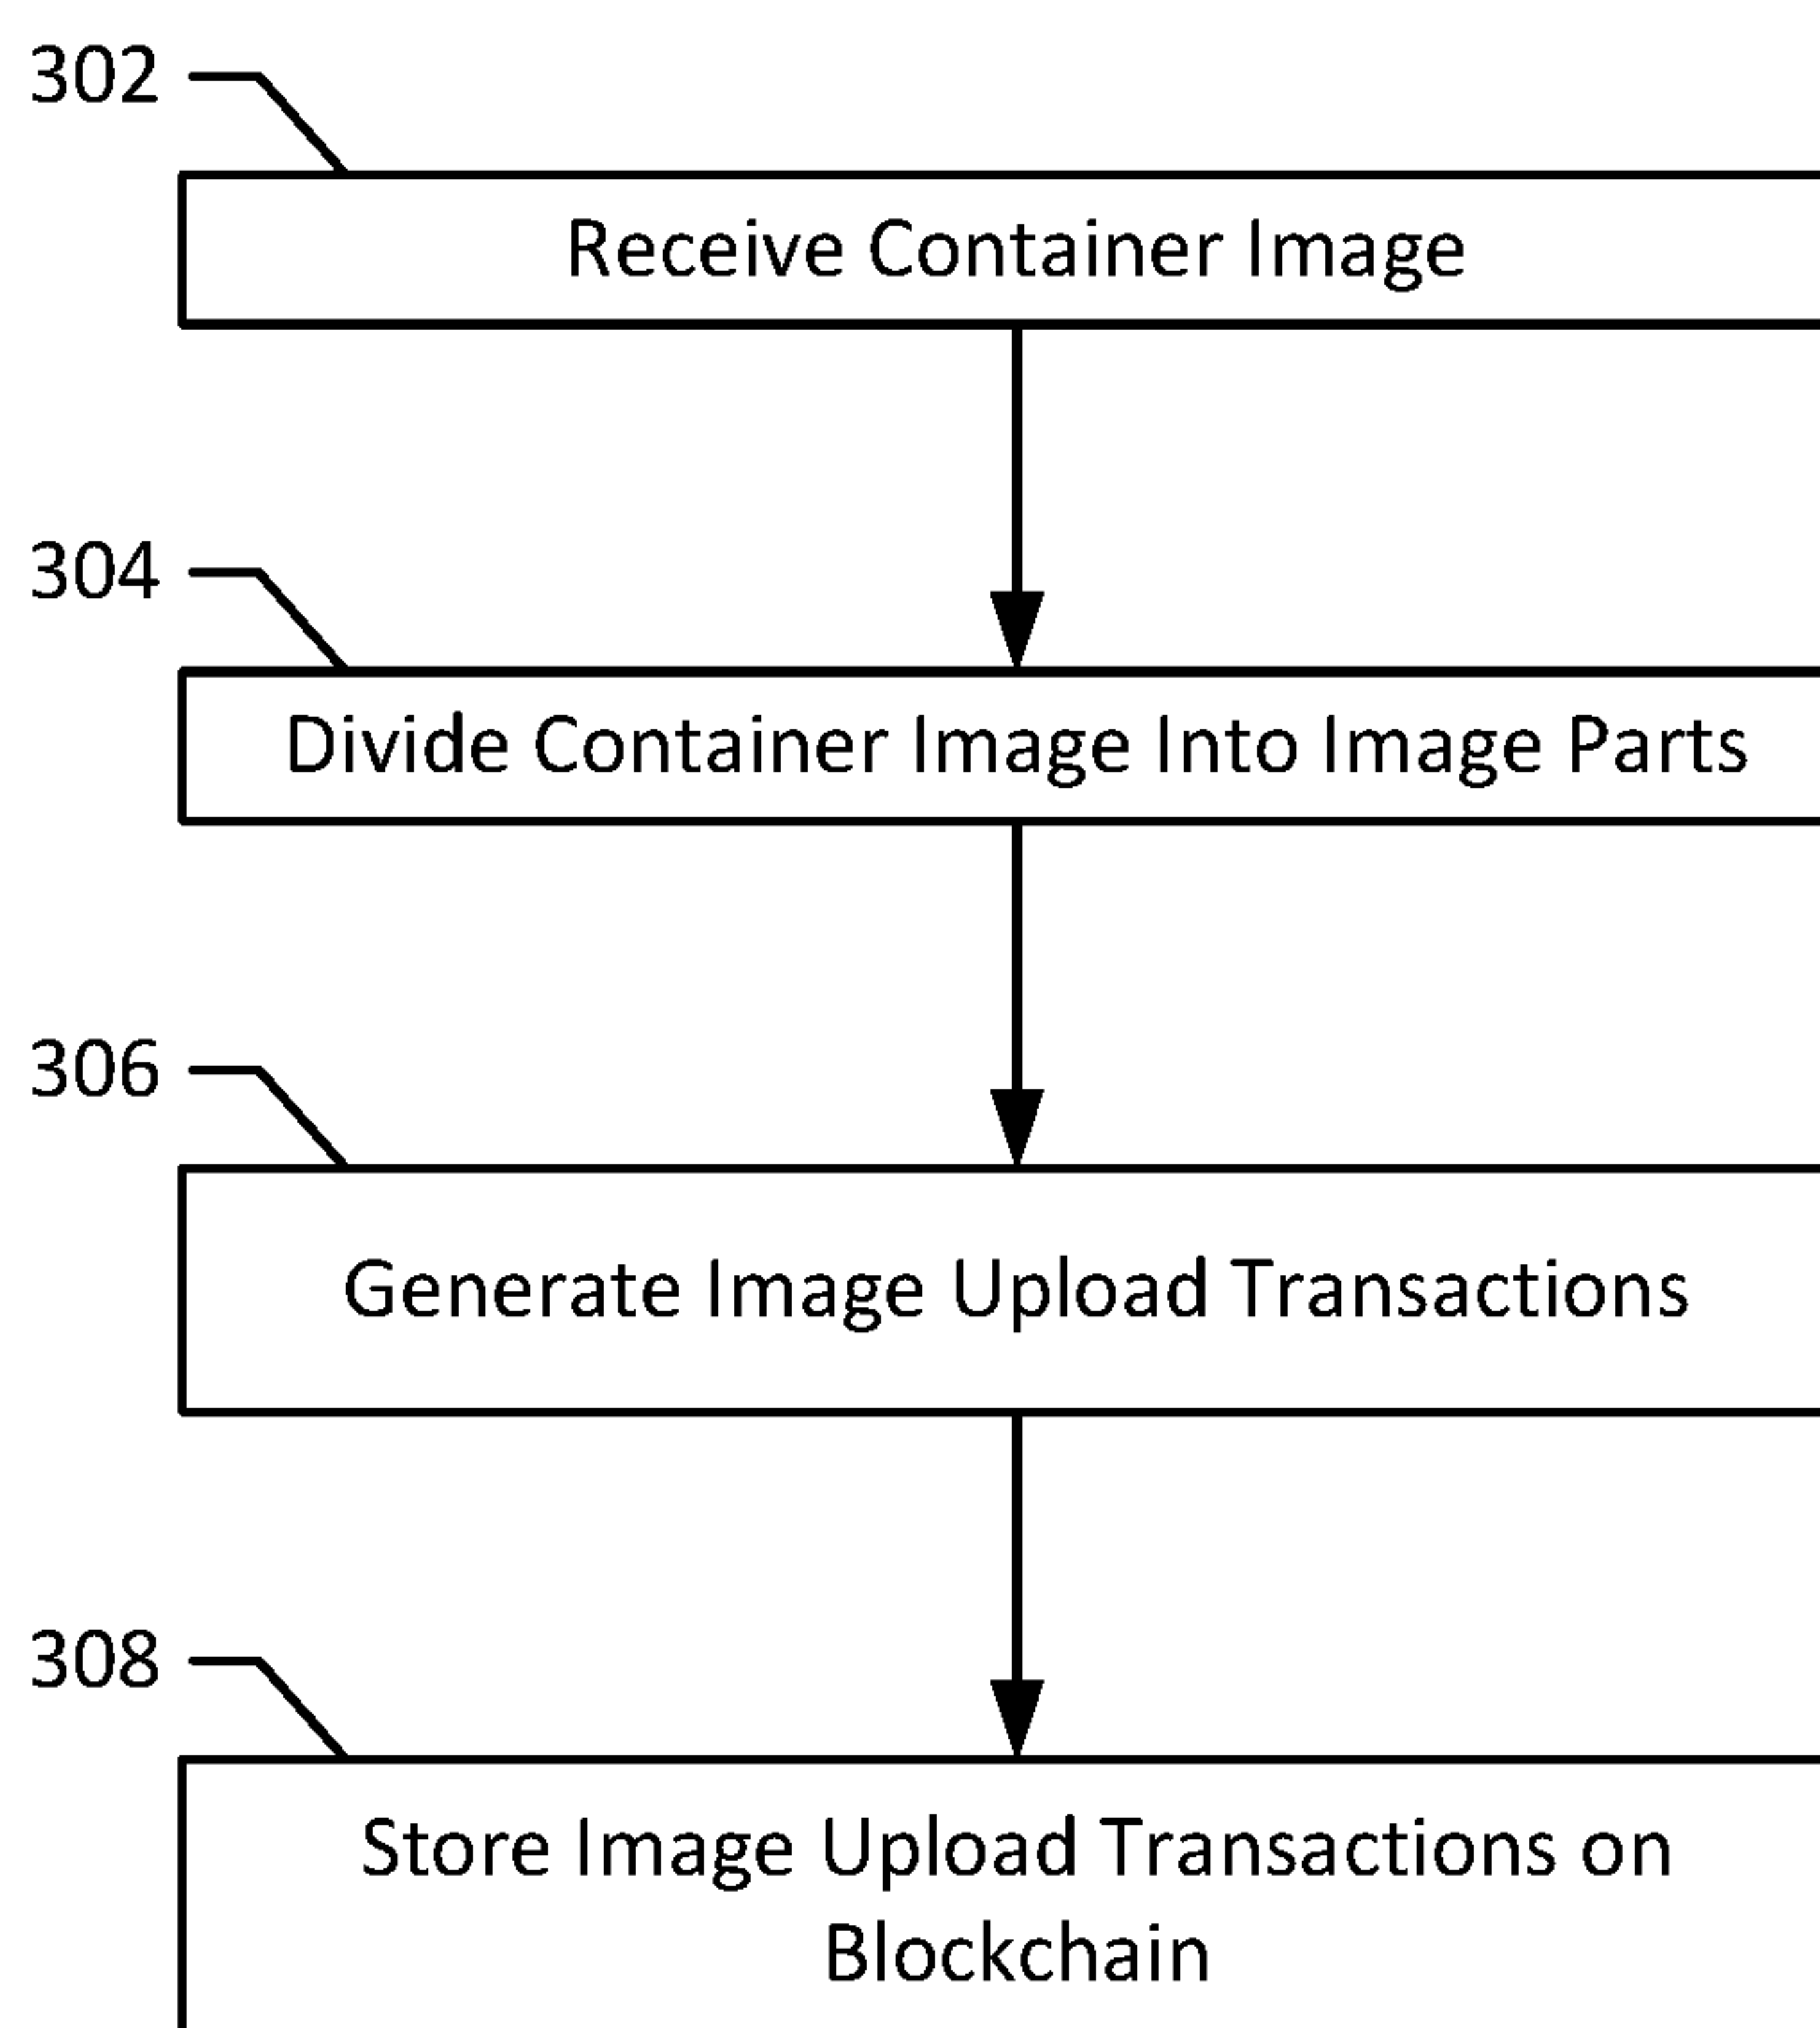 302
Receive Container Image
304
Divide Container Image Into Image Parts
306
Generate Image Upload Transactions
308
Store Image Upload Transactions on
Blockchain